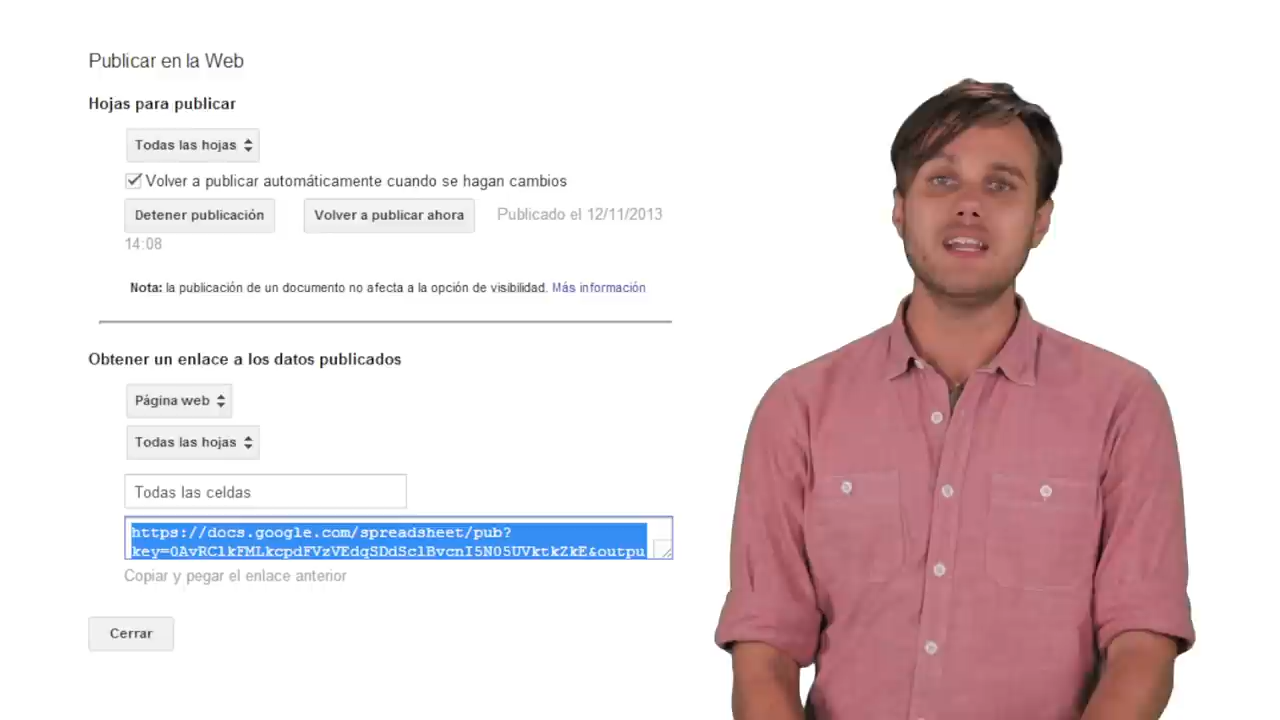 Publicar en la Web
Hojas para publicar
Todas las hojas
Volver a publicar automáticamente cuando se hagan cambios
Detener publicación Volver a publicar ahora Publicado el 12/11/2013
14:08
Nota: la publicación de un documento no afecta a la opción de visibilidad. Más información
Obtener un enlace a los datos publicados
Página web
Todas las hojas
Todas las celdas
https://docs.google.com/spreadsheet/pub?
key=0AvRClkFMLkcpdFVzVEdqSDdSclBvcnI5N05UVktkZkE&outpu
Copiar y pegar el enlace anterior
Cerrar